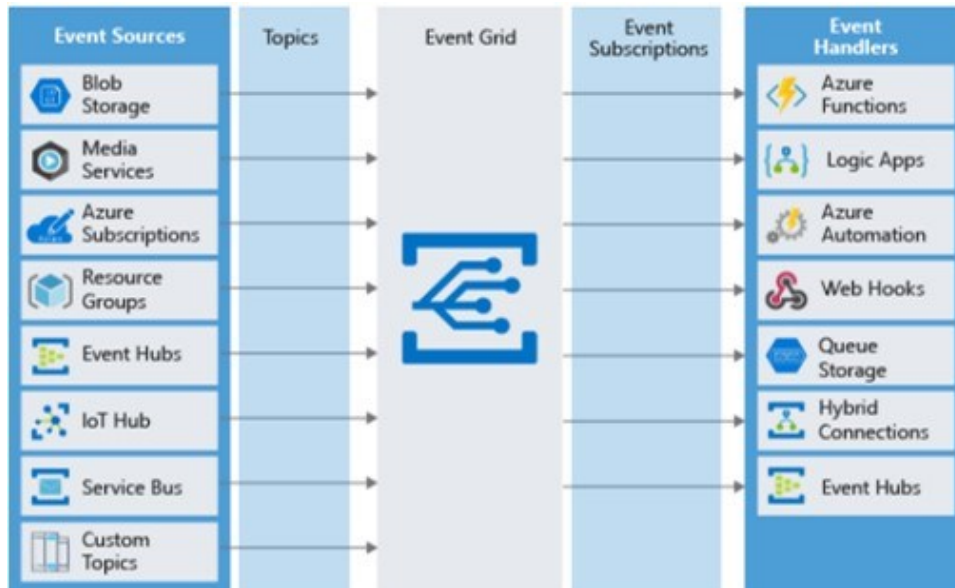 Event Sources
Blob
Storage
Media
Services
Azure
Subscriptions
Resource
Groups
Event Hubs
IoT Hub
Service Bus
Custom
Topics
Topics
Event Grid
Event
Subscriptions
Event
Handlers
Azure
Functions
Logic Apps
Azure
Automation
Web Hooks
Queue
Storage
Hybrid
Connections
Event Hubs